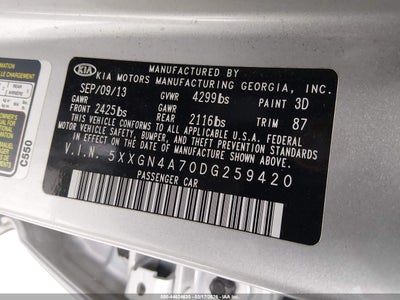 KIA
MANUFACTURED BY
KIA MOTORS MANUFACTURING GEORGIA, INC.
SEP/09/13 GVWR 4299lbs PAINT 3D
GAWR FRONT 2425lbs GAWR REAR 2116lbs TRIM 87
THIS VEHICLE CONFORMS TO ALL APPLICABLE U.S.A. FEDERAL
MOTOR VEHICLE SAFETY, BUMPER, AND THEFT PREVENTION
STANDARDS IN EFFECT ON THE DATE OF MANUFACTURE
SHOWN ABOVE.
V.I.N. 5XXGN4A70DG259420
PASSENGER CAR
C550